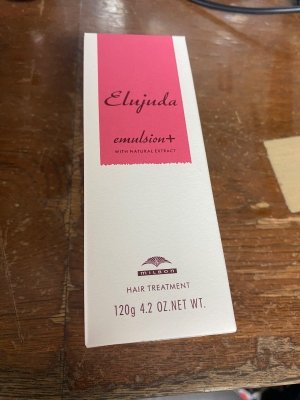 Elujuda
emulsion+
WITH NATURAL EXTRACT
milbon
HAIR TREATMENT
120g 4.2 OZ.NET WT.